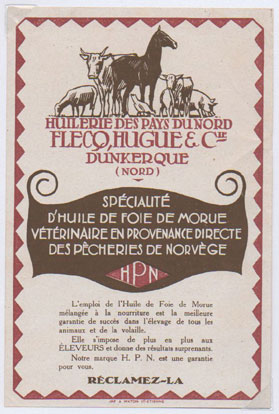 HUILERIE DES PAYS DU NORD
FLECQ, HUGUE & Cie
DUNKERQUE
(NORD)
SPÉCIALITÉ
D'HUILE DE FOIE DE MORUE
VÉTÉRINAIRE EN PROVENANCE DIRECTE
DES PÊCHERIES DE NORVÈGE
HPN
L'emploi de l'Huile de Foie de Morue
mélangée à la nourriture est la meilleure
garantie de succès dans l'élevage de tous les
animaux et de la volaille.
Elle s'impose de plus en plus aux
ÉLEVEURS et donne des résultats surprenants.
Notre marque H. P. N. est une garantie
pour vous.
RÉCLAMEZ-LA